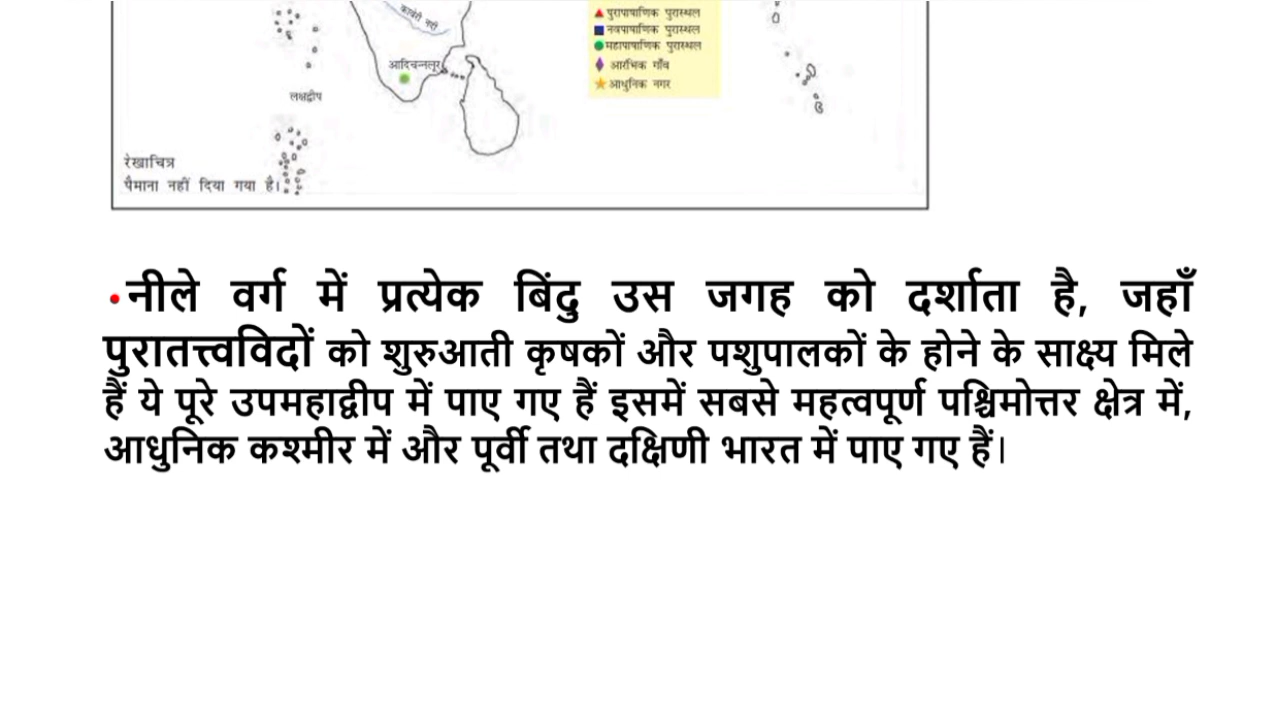 कावेरी नदी
पुरापाषाणिक पुरास्थल
नवपाषाणिक पुरास्थल
महापाषाणिक पुरास्थल
आरंभिक गाँव
आधुनिक नगर
आदिचन्नलूर
लक्षद्वीप
रेखाचित्र
पैमाना नहीं दिया गया है।
•नीले वर्ग में प्रत्येक बिंदु उस जगह को दर्शाता है, जहाँ
पुरातत्त्वविदों को शुरुआती कृषकों और पशुपालकों के होने के साक्ष्य मिले
हैं ये पूरे उपमहाद्वीप में पाए गए हैं इसमें सबसे महत्वपूर्ण पश्चिमोत्तर क्षेत्र में,
आधुनिक कश्मीर में और पूर्वी तथा दक्षिणी भारत में पाए गए हैं।